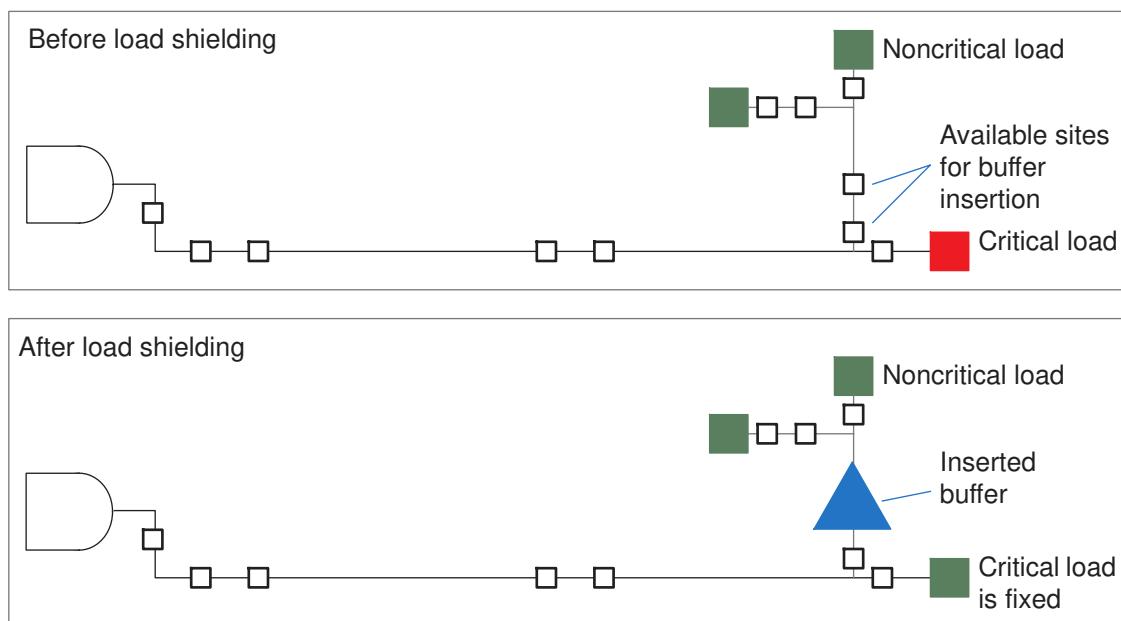 Before load shielding
Noncritical load
Available sites
for buffer
insertion
Critical load
After load shielding
Noncritical load
Inserted
buffer
Critical load
is fixed